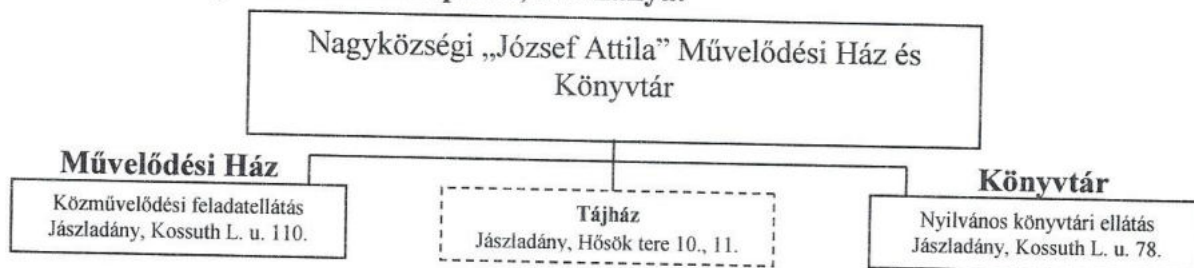 Nagyközségi „József Attila” Művelődési Ház és
Könyvtár
Művelődési Ház
Közművelődési feladatellátás
Jászladány, Kossuth L. u. 110.
Tájház
Jászladány, Hősök tere 10., 11.
Könyvtár
Nyilvános könyvtári ellátás
Jászladány, Kossuth L. u. 78.